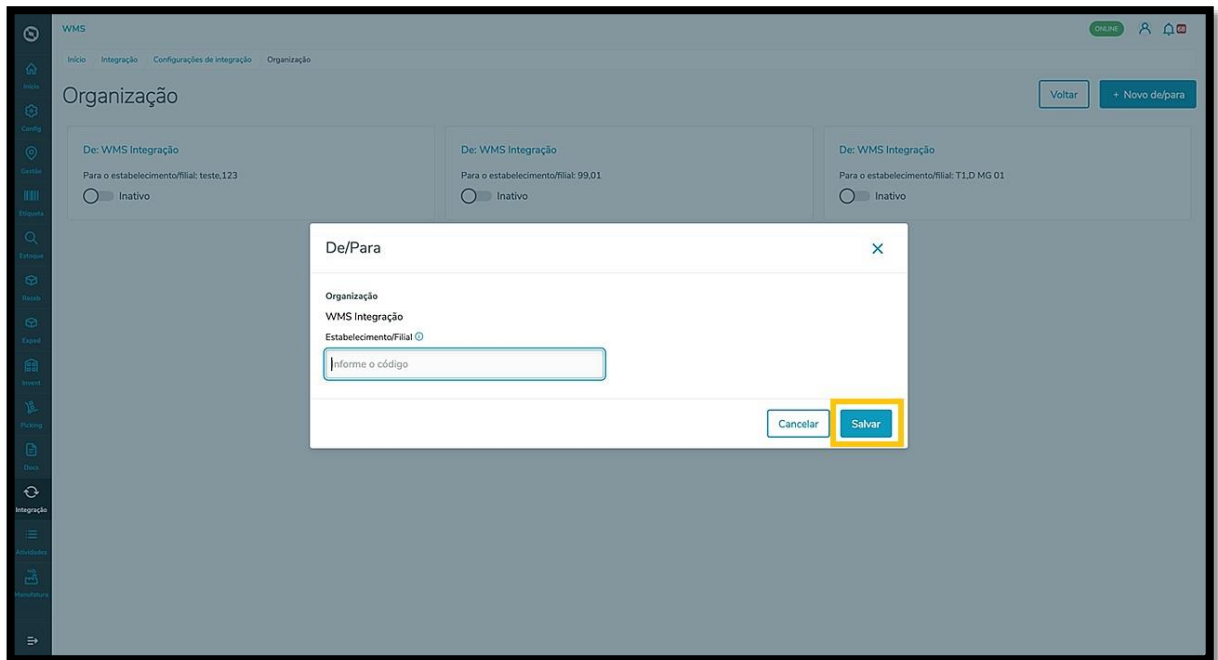 WMS
ONLINE
68
Início Integração Configurações de integração Organização
Organização
Voltar
+ Novo de/para
De: WMS Integração
Para o estabelecimento/filial: teste,123
Inativo
De: WMS Integração
Para o estabelecimento/filial: 99,01
Inativo
De: WMS Integração
Para o estabelecimento/filial: T1,D MG 01
Inativo
De/Para
Organização
WMS Integração
Estabelecimento/Filial
Informe o código
Cancelar
Salvar
Início
Config
Gestão
Etiqueta
Estoque
Receb
Exped
Invent
Picking
Docs
Integração
Atividades
Manufatura